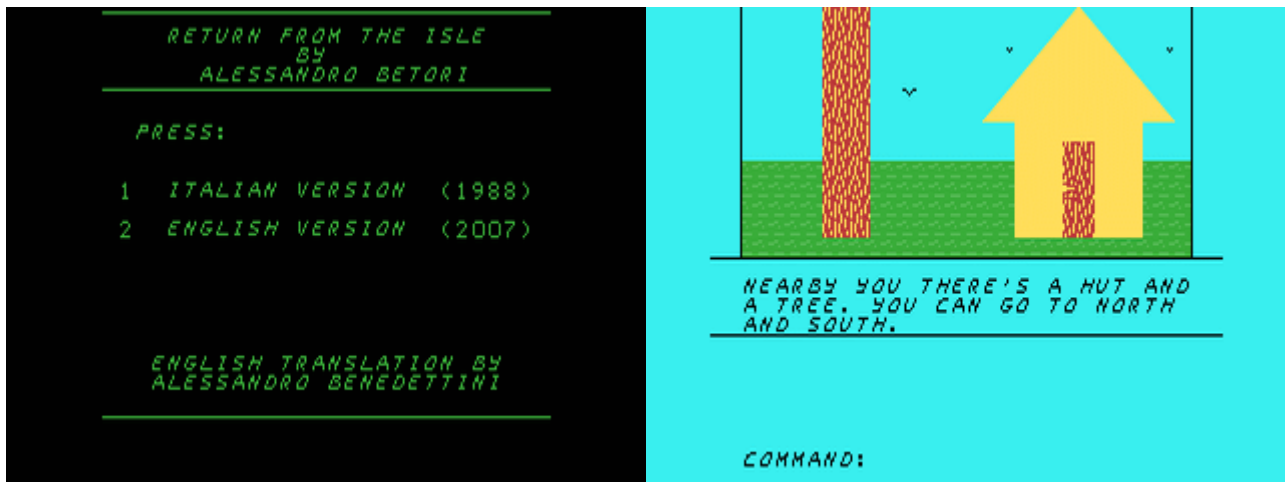 RETURN FROM THE ISLE
BY
ALESSANDRO BETORI
PRESS:
1 ITALIAN VERSION (1988)
2 ENGLISH VERSION (2007)
ENGLISH TRANSLATION BY
ALESSANDRO BENEDETTINI
NEARBY YOU THERE'S A HUT AND
A TREE. YOU CAN GO TO NORTH
AND SOUTH.
COMMAND: